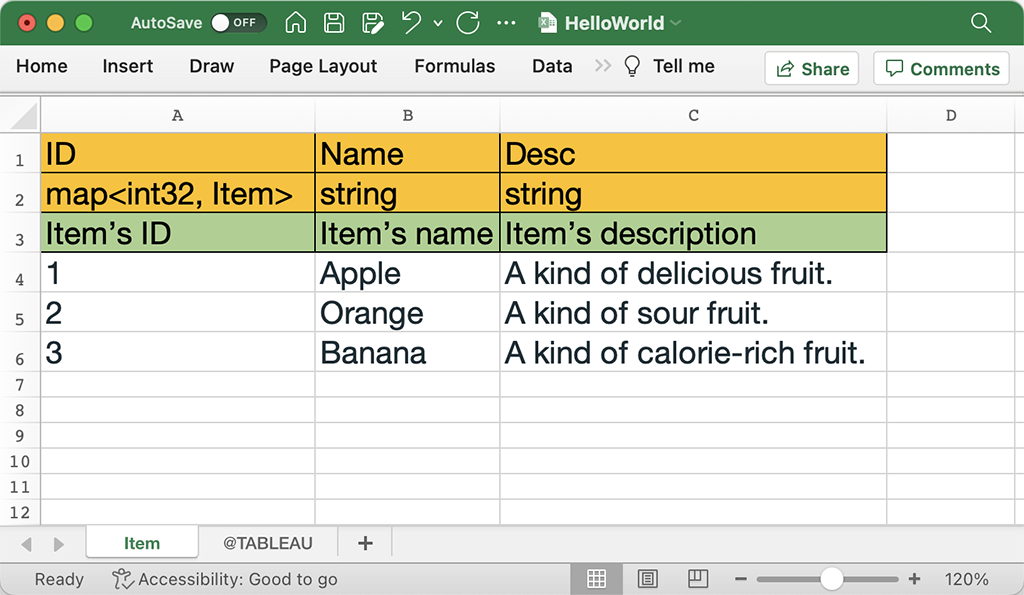 AutoSave OFF HelloWorld
Home Insert Draw Page Layout Formulas Data Tell me Share Comments
A B C D
1 ID Name Desc
2 map<int32, Item> string string
3 Item’s ID Item’s name Item’s description
4 1 Apple A kind of delicious fruit.
5 2 Orange A kind of sour fruit.
6 3 Banana A kind of calorie-rich fruit.
7
8
9
10
11
12
Item @TABLEAU
Ready Accessibility: Good to go 120%